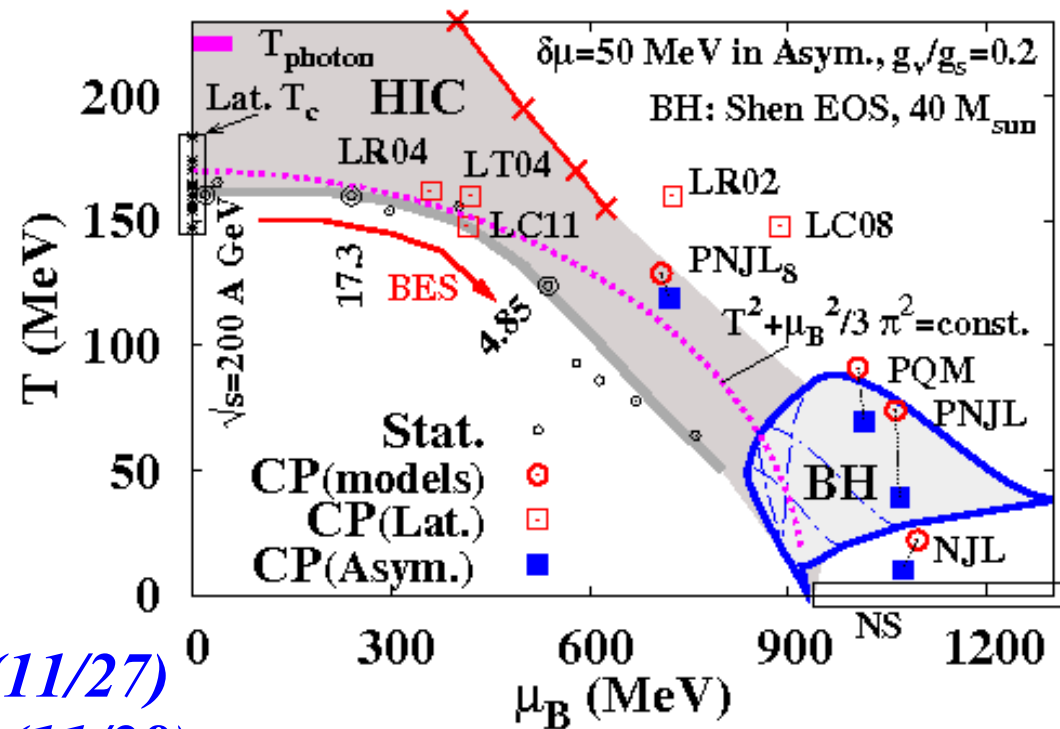 T_photon
δμ=50 MeV in Asym., g_v/g_s=0.2
HIC
BH: Shen EOS, 40 M_sun
Lat. T_c
LR04
LT04
LR02
LC11
LC08
PNJL_8
BES
17.3
4.85
√s=200 A GeV
T²+μ_B²/3 π²=const.
PQM
PNJL
BH
NJL
NS
Stat.
CP(models)
CP(Lat.)
CP(Asym.)
T (MeV)
200
150
100
50
0
0 300 600 900 1200
μ_B (MeV)
(11/27)